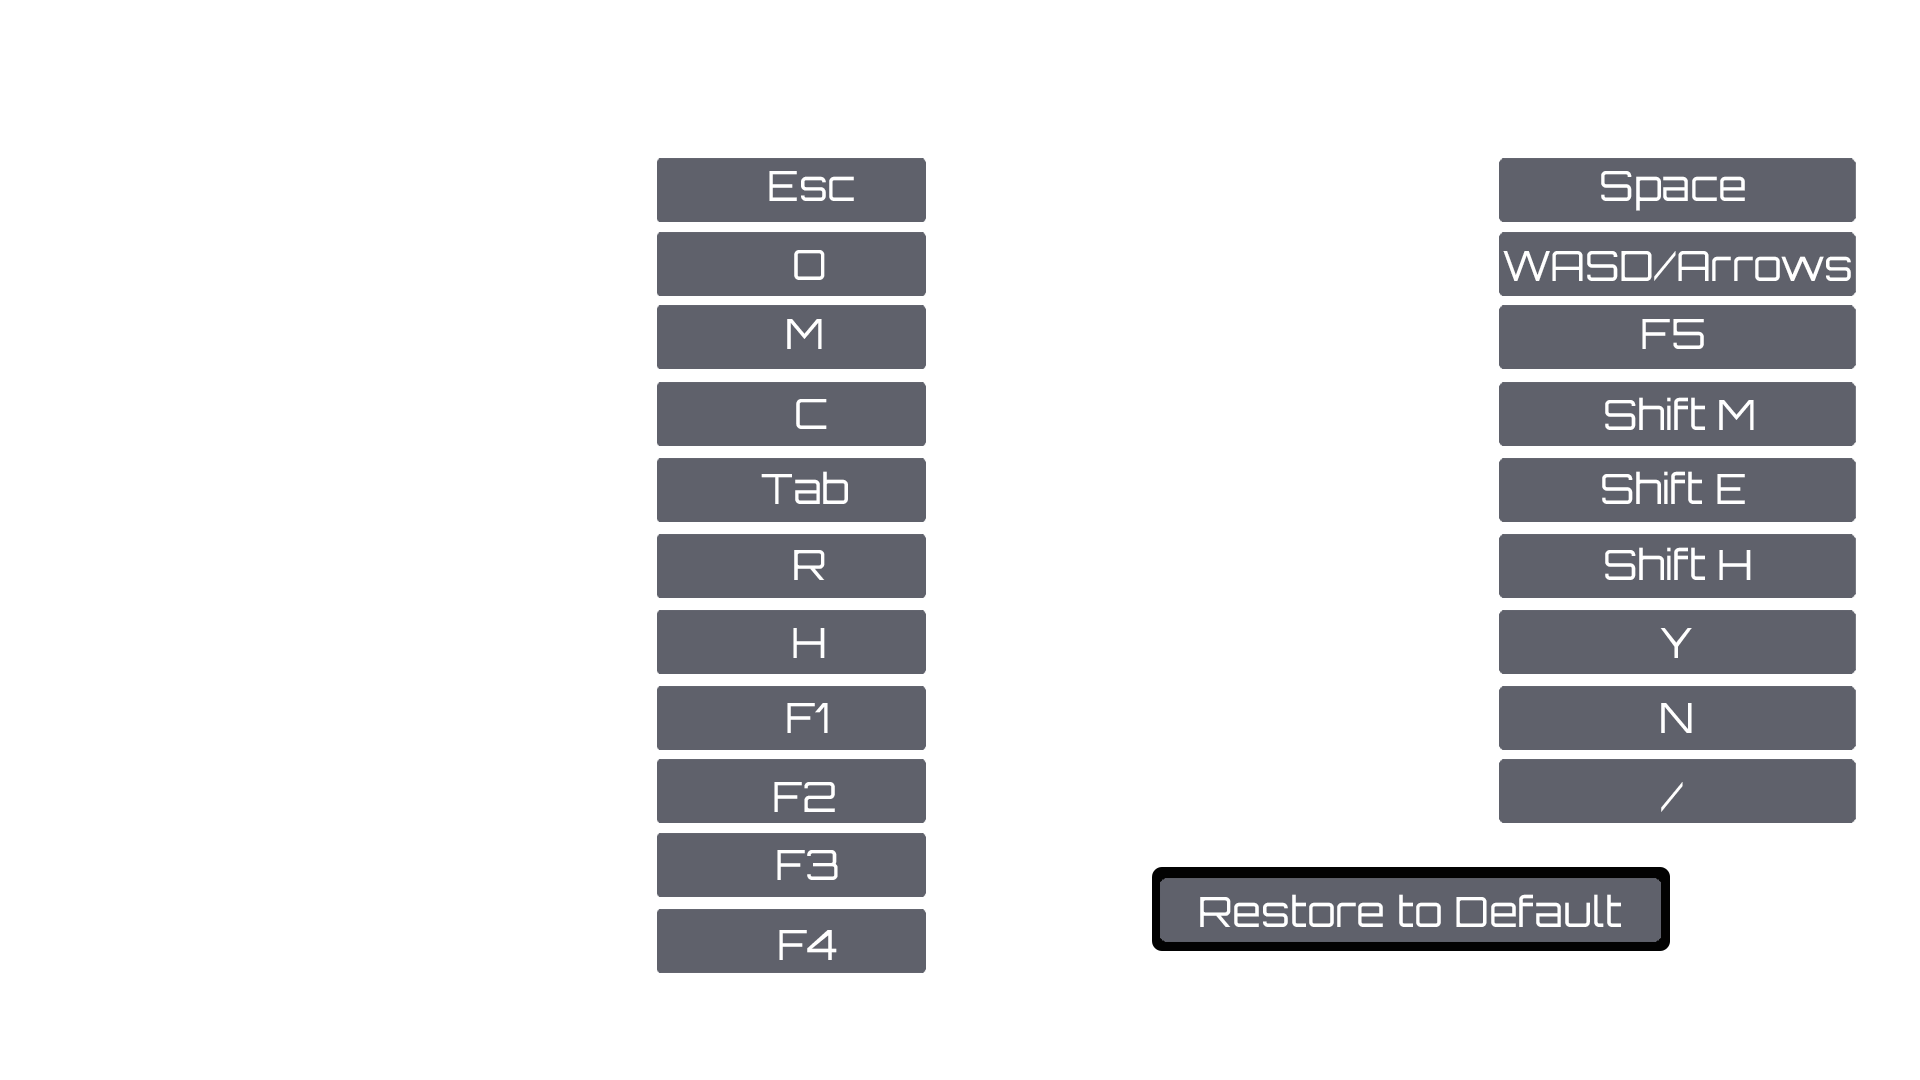 Esc
O
M
C
Tab
R
H
F1
F2
F3
F4
Space
WASD/Arrows
F5
Shift M
Shift E
Shift H
Y
N
/
Restore to Default